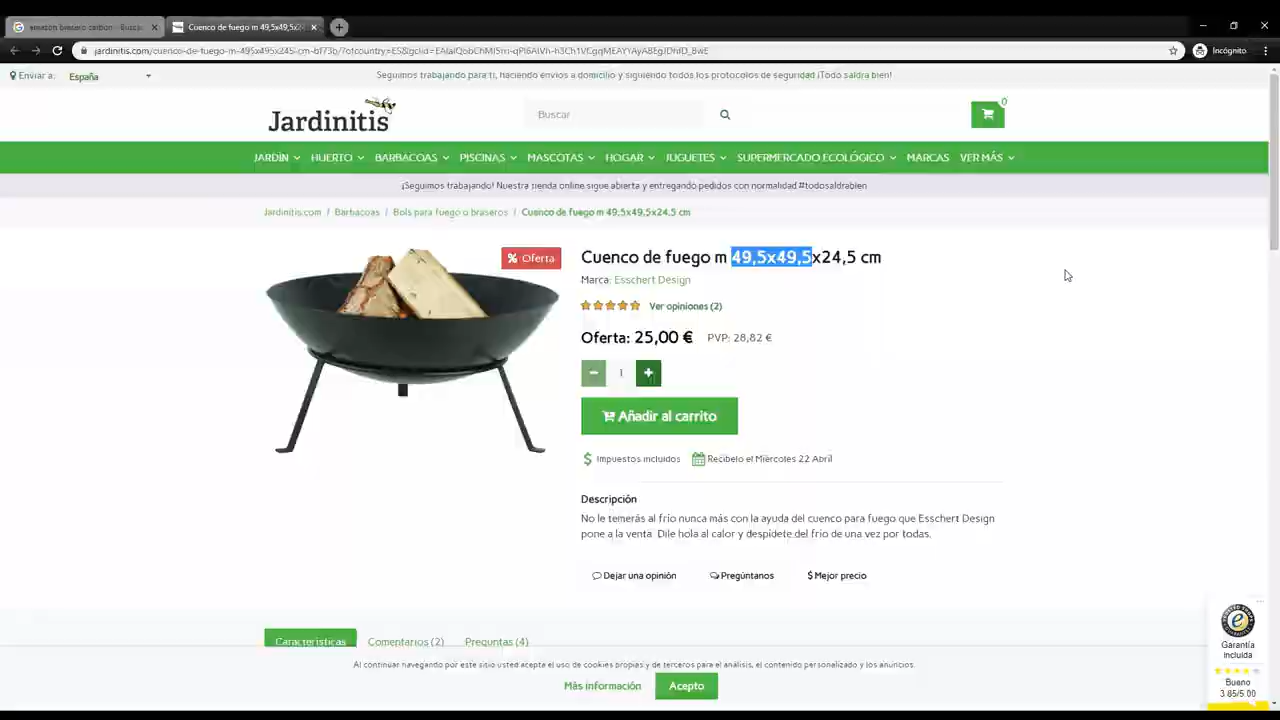 amazon brasero carbon - Busca
Cuenco de fuego m 49,5x49,5x
Incógnito
Enviar a:
España
Seguimos trabajando para ti, haciendo envíos a domicilio y siguiendo todos los protocolos de seguridad ¡Todo saldrá bien!
Jardinitis
Buscar
0
JARDÍN
HUERTO
BARBACOAS
PISCINAS
MASCOTAS
HOGAR
JUGUETES
SUPERMERCADO ECOLÓGICO
MARCAS
VER MÁS
¡Seguimos trabajando! Nuestra tienda online sigue abierta y entregando pedidos con normalidad #todosaldrabien
Jardinitis.com / Barbacoas / Bols para fuego o braseros / Cuenco de fuego m 49,5x49,5x24,5 cm
% Oferta
Cuenco de fuego m 49,5x49,5x24,5 cm
Marca: Esschert Design
Ver opiniones (2)
Oferta: 25,00 € PVP: 28,82 €
− 1 +
Añadir al carrito
$ Impuestos incluidos
Recíbelo el Miércoles 22 Abril
Descripción
No le temerás al frío nunca más con la ayuda del cuenco para fuego que Esschert Design
pone a la venta. Dile hola al calor y despídete del frío de una vez por todas.
Dejar una opinión
Pregúntanos
$ Mejor precio
Características
Comentarios (2)
Preguntas (4)
Al continuar navegando por este sitio usted acepta el uso de cookies propias y de terceros para el análisis, el contenido personalizado y los anuncios.
Más información
Acepto
Garantía
incluida
Bueno
3.85/5.00